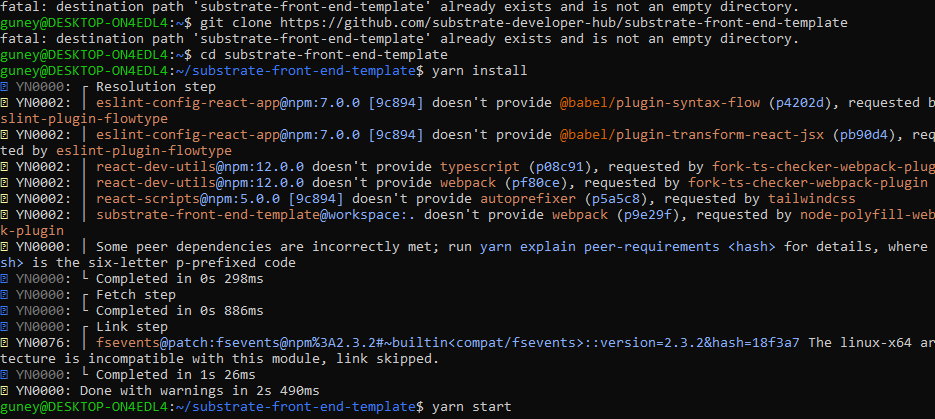 fatal: destination path 'substrate-front-end-template' already exists and is not an empty directory.
guney@DESKTOP-ON4EDL4:~$ git clone https://github.com/substrate-developer-hub/substrate-front-end-template
fatal: destination path 'substrate-front-end-template' already exists and is not an empty directory.
guney@DESKTOP-ON4EDL4:~$ cd substrate-front-end-template
guney@DESKTOP-ON4EDL4:~/substrate-front-end-template$ yarn install
YN0000: ┌ Resolution step
YN0002: │ eslint-config-react-app@npm:7.0.0 [9c894] doesn't provide @babel/plugin-syntax-flow (p4202d), requested b
slint-plugin-flowtype
YN0002: │ eslint-config-react-app@npm:7.0.0 [9c894] doesn't provide @babel/plugin-transform-react-jsx (pb90d4), req
ted by eslint-plugin-flowtype
YN0002: │ react-dev-utils@npm:12.0.0 doesn't provide typescript (p08c91), requested by fork-ts-checker-webpack-plug
YN0002: │ react-dev-utils@npm:12.0.0 doesn't provide webpack (pf80ce), requested by fork-ts-checker-webpack-plugin
YN0002: │ react-scripts@npm:5.0.0 [9c894] doesn't provide autoprefixer (p5a5c8), requested by tailwindcss
YN0002: │ substrate-front-end-template@workspace:. doesn't provide webpack (p9e29f), requested by node-polyfill-web
k-plugin
YN0000: │ Some peer dependencies are incorrectly met; run yarn explain peer-requirements <hash> for details, where
sh> is the six-letter p-prefixed code
YN0000: └ Completed in 0s 298ms
YN0000: ┌ Fetch step
YN0000: └ Completed in 0s 886ms
YN0000: ┌ Link step
YN0076: │ fsevents@patch:fsevents@npm%3A2.3.2#~builtin<compat/fsevents>::version=2.3.2&hash=18f3a7 The linux-x64 ar
tecture is incompatible with this module, link skipped.
YN0000: └ Completed in 1s 26ms
YN0000: Done with warnings in 2s 490ms
guney@DESKTOP-ON4EDL4:~/substrate-front-end-template$ yarn start